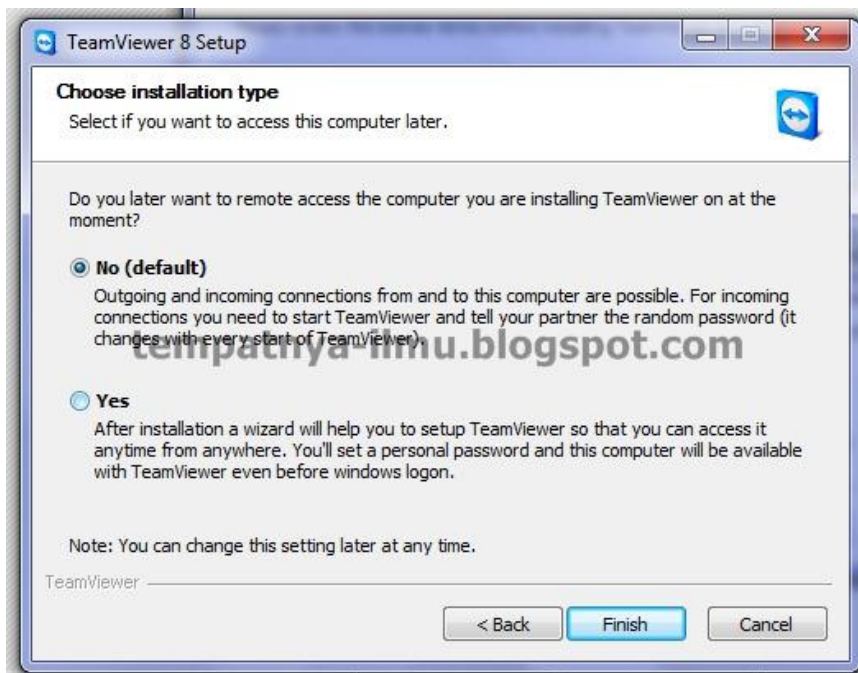 TeamViewer 8 Setup
Choose installation type
Select if you want to access this computer later.
Do you later want to remote access the computer you are installing TeamViewer on at the
moment?
No (default)
Outgoing and incoming connections from and to this computer are possible. For incoming
connections you need to start TeamViewer and tell your partner the random password (it
changes with every start of TeamViewer).
tempatnya-ilmu.blogspot.com
Yes
After installation a wizard will help you to setup TeamViewer so that you can access it
anytime from anywhere. You'll set a personal password and this computer will be available
with TeamViewer even before windows logon.
Note: You can change this setting later at any time.
TeamViewer
< Back Finish Cancel